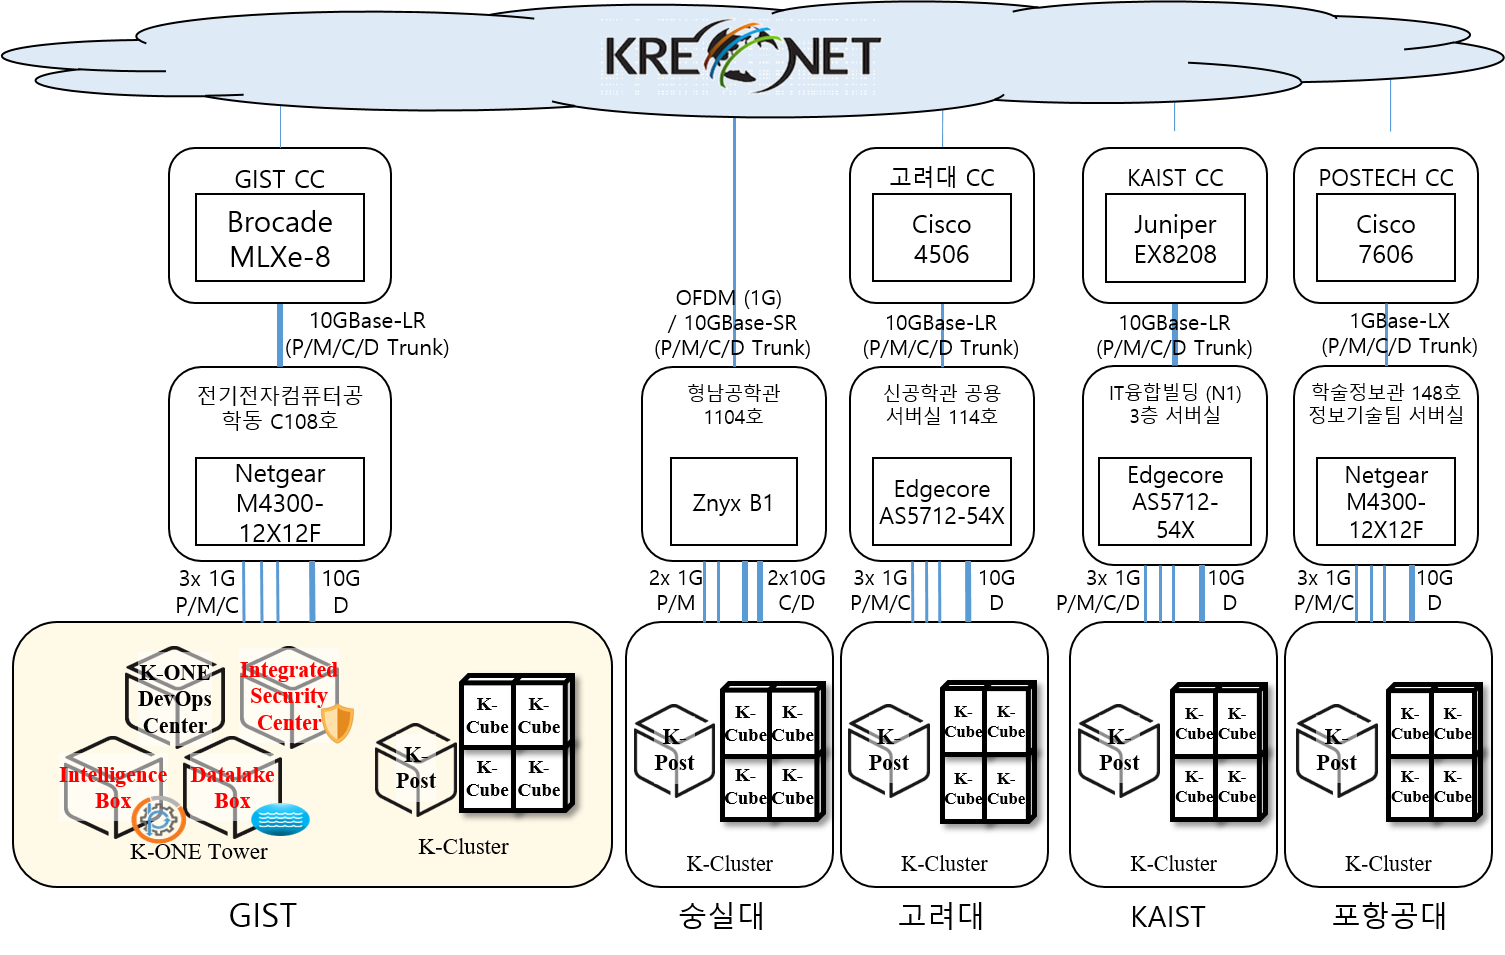 KREONET
GIST CC
Brocade
MLXe-8
고려대 CC
Cisco
4506
KAIST CC
Juniper
EX8208
POSTECH CC
Cisco
7606
10GBase-LR
(P/M/C/D Trunk)
OFDM (1G)
/ 10GBase-SR
(P/M/C/D Trunk)
10GBase-LR
(P/M/C/D Trunk)
10GBase-LR
(P/M/C/D Trunk)
1GBase-LX
(P/M/C/D Trunk)
전기전자컴퓨터공
학동 C108호
Netgear
M4300-
12X12F
형남공학관
1104호
Znyx B1
신공학관 공용
서버실 114호
Edgecore
AS5712-54X
IT융합빌딩 (N1)
3층 서버실
Edgecore
AS5712-
54X
학술정보관 148호
정보기술팀 서버실
Netgear
M4300-
12X12F
3x 1G
P/M/C
10G
D
2x 1G
P/M
2x10G
C/D
3x 1G
P/M/C
10G
D
3x 1G
P/M/C/D
10G
D
3x 1G
P/M/C
10G
D
K-ONE
DevOps
Center
Integrated
Security
Center
Intelligence
Box
Datalake
Box
K-ONE Tower
K-
Post
K-
Cube
K-
Cube
K-
Cube
K-
Cube
K-Cluster
GIST
K-
Post
K-
Cube
K-
Cube
K-
Cube
K-
Cube
K-Cluster
숭실대
K-
Post
K-
Cube
K-
Cube
K-
Cube
K-
Cube
K-Cluster
고려대
K-
Post
K-
Cube
K-
Cube
K-
Cube
K-
Cube
K-Cluster
KAIST
K-
Post
K-
Cube
K-
Cube
K-
Cube
K-
Cube
K-Cluster
포항공대